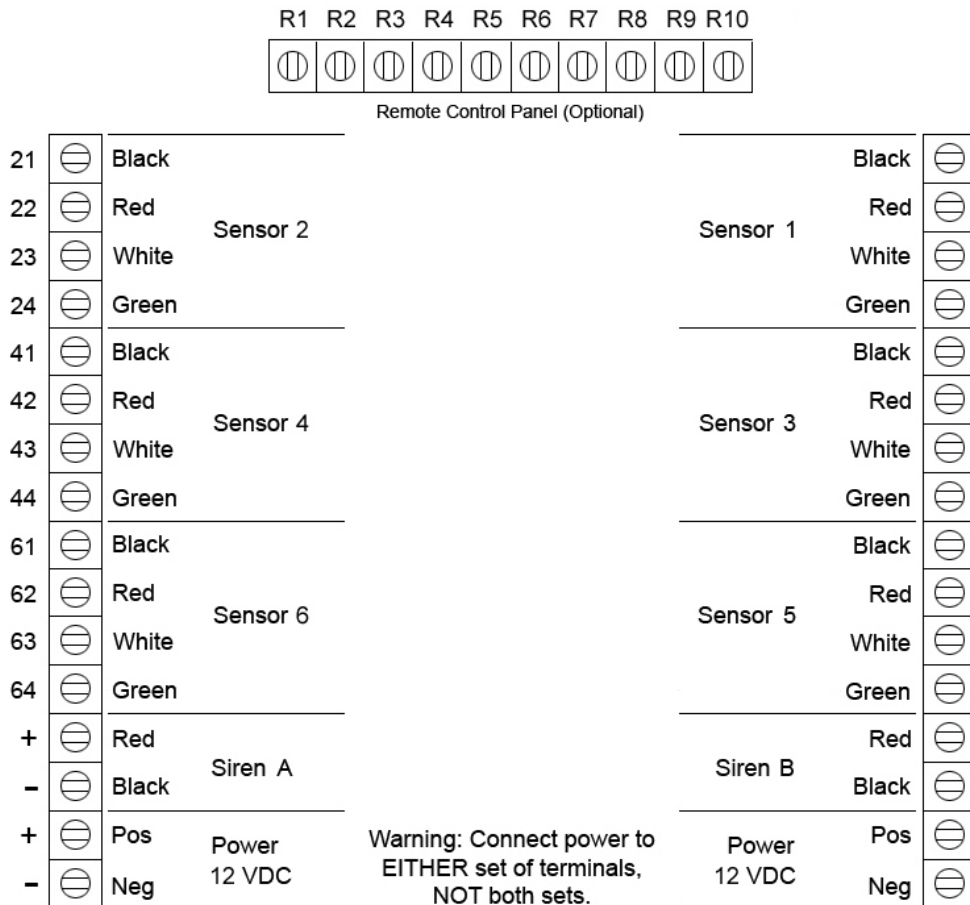 R1 R2 R3 R4 R5 R6 R7 R8 R9 R10
Remote Control Panel (Optional)
21 Black
22 Red
Sensor 2
23 White
24 Green
41 Black
42 Red
Sensor 4
43 White
44 Green
61 Black
62 Red
Sensor 6
63 White
64 Green
+ Red
Siren A
- Black
+ Pos
Power
12 VDC
- Neg
Warning: Connect power to
EITHER set of terminals,
NOT both sets.
Black
Red
Sensor 1
White
Green
Black
Red
Sensor 3
White
Green
Black
Red
Sensor 5
White
Green
Red
Siren B
Black
Pos
Power
12 VDC
Neg